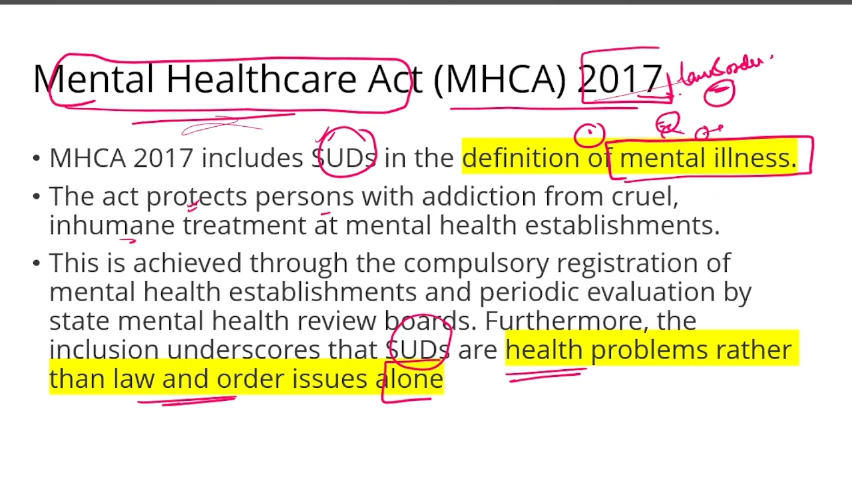 Mental Healthcare Act (MHCA) 2017
• MHCA 2017 includes SUDs in the definition of mental illness.
• The act protects persons with addiction from cruel,
inhumane treatment at mental health establishments.
• This is achieved through the compulsory registration of
mental health establishments and periodic evaluation by
state mental health review boards. Furthermore, the
inclusion underscores that SUDs are health problems rather
than law and order issues alone